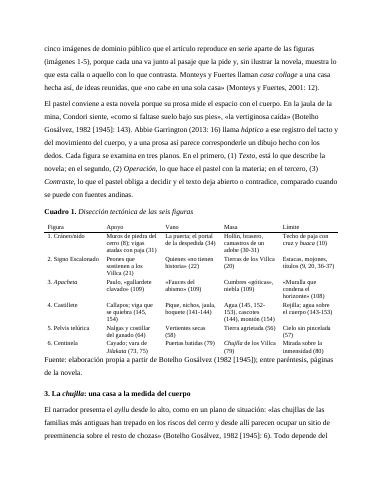 cinco imágenes de dominio público que el artículo reproduce en serie aparte de las figuras
(imágenes 1-5), porque cada una va junto al pasaje que la pide y, sin ilustrar la novela, muestra lo
que esta calla o aquello con lo que contrasta. Monteys y Fuertes llaman casa collage a una casa
hecha así, de ideas reunidas, que «no cabe en una sola casa» (Monteys y Fuertes, 2001: 12).
El pastel conviene a esta novela porque su prosa mide el espacio con el cuerpo. En la jaula de la
mina, Condori siente, «como si faltase suelo bajo sus pies», «la vertiginosa caída» (Botelho
Gosálvez, 1982 [1945]: 143). Abbie Garrington (2013: 16) llama háptico a ese registro del tacto y
del movimiento del cuerpo, y a una prosa así parece corresponderle un dibujo hecho con los
dedos. Cada figura se examina en tres planos. En el primero, (1) Texto, está lo que describe la
novela; en el segundo, (2) Operación, lo que hace el pastel con la materia; en el tercero, (3)
Contraste, lo que el pastel obliga a decidir y el texto deja abierto o contradice, comparado cuando
se puede con fuentes andinas.
Cuadro 1. Disección tectónica de las seis figuras
Figura Apoyo Vano Masa Límite
1. Cráneo/nido Muros de piedra del cerro (8); vigas atadas con paja (31) La puerta; el portal de la despedida (34) Hollín, brasero, camastros de adobe (30-31) Techo de paja con cruz y huaca (10)
2. Signo Escalonado Peones que sostienen a los Villca (21) Quienes «no tienen historia» (22) Tierras de los Villca (20) Estacas, mojones, títulos (9, 20, 36-37)
3. Apacheta Paulo, «gallardete clavado» (109) «Fauces del abismo» (109) Cumbres «góticas», niebla (109) «Muralla que condena el horizonte» (108)
4. Castillete Callapos; viga que se quiebra (145, 154) Pique, nichos, jaula, boquete (141-144) Agua (145, 152-153), cascotes (144), montón (154) Rejilla; agua sobre el cuerpo (143-153)
5. Pelvis telúrica Nalgas y costillar del ganado (64) Vertientes secas (58) Tierra agrietada (56) Cielo sin pincelada (57)
6. Centinela Cayado; vara de Jilakata (73, 75) Puertas batidas (79) Chujlla de los Villca (79) Mirada sobre la inmensidad (80)
Fuente: elaboración propia a partir de Botelho Gosálvez (1982 [1945]); entre paréntesis, páginas
de la novela.
3. La chujlla: una casa a la medida del cuerpo
El narrador presenta el ayllu desde lo alto, como en un plano de situación: «las chujllas de las
familias más antiguas han trepado en los riscos del cerro y desde allí parecen ocupar un sitio de
preeminencia sobre el resto de chozas» (Botelho Gosálvez, 1982 [1945]: 6). Todo depende del